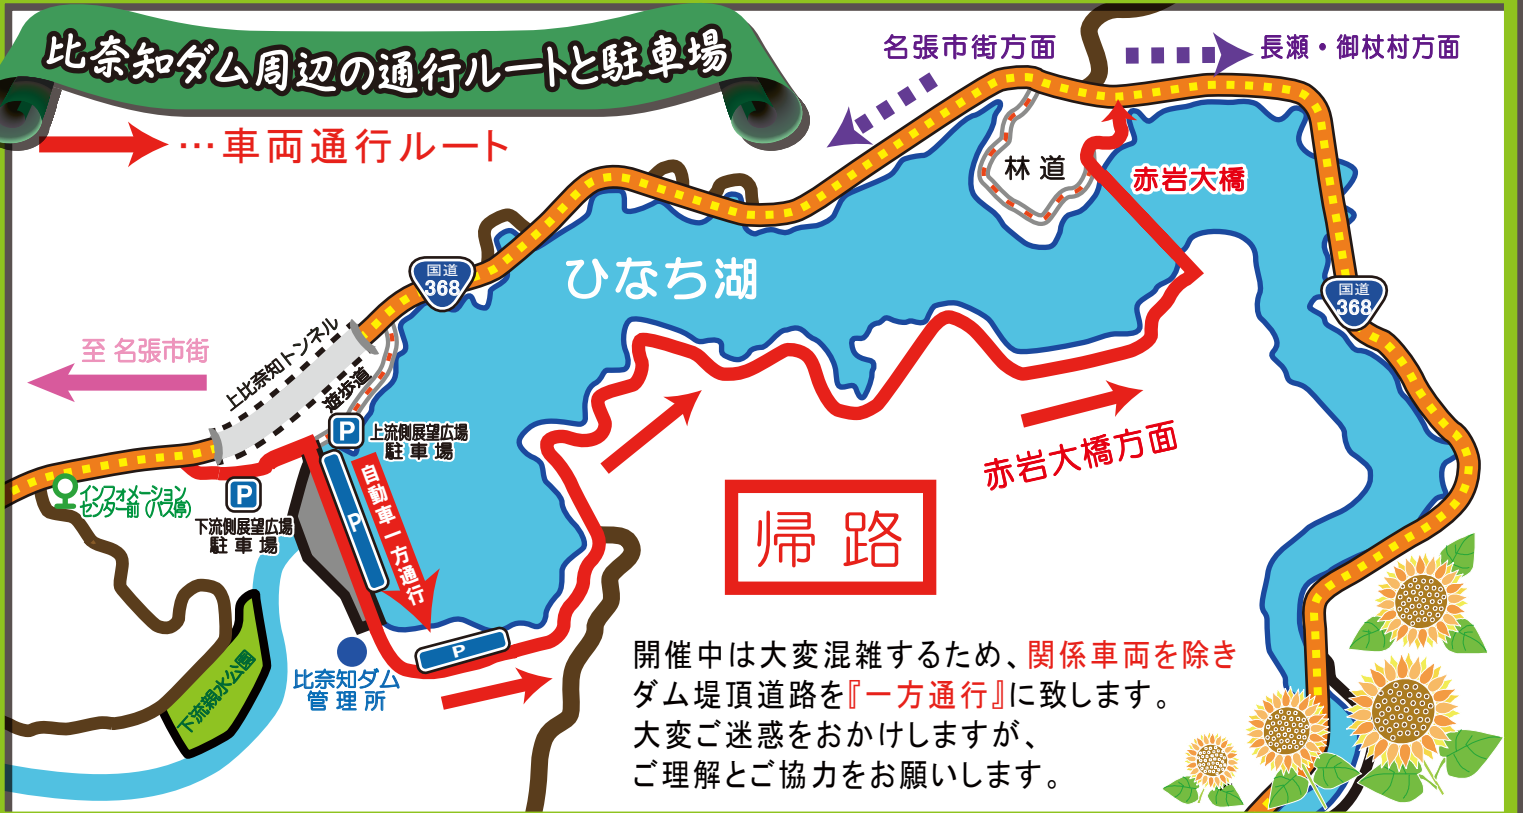 比奈知ダム周辺の通行ルートと駐車場
…車両通行ルート
名張市街方面
長瀬・御杖村方面
林道
赤岩大橋
国道
368
ひなち湖
国道
368
至 名張市街
上比奈知トンネル
遊歩道
P
上流側展望広場
駐車場
インフォメーション
センター前(バス停)
P
下流側展望広場
駐車場
P
自動車一方通行
赤岩大橋方面
帰路
P
比奈知ダム
管理所
下流親水公園
開催中は大変混雑するため、関係車両を除き
ダム堤頂道路を『一方通行』に致します。
大変ご迷惑をおかけしますが、
ご理解とご協力をお願いします。